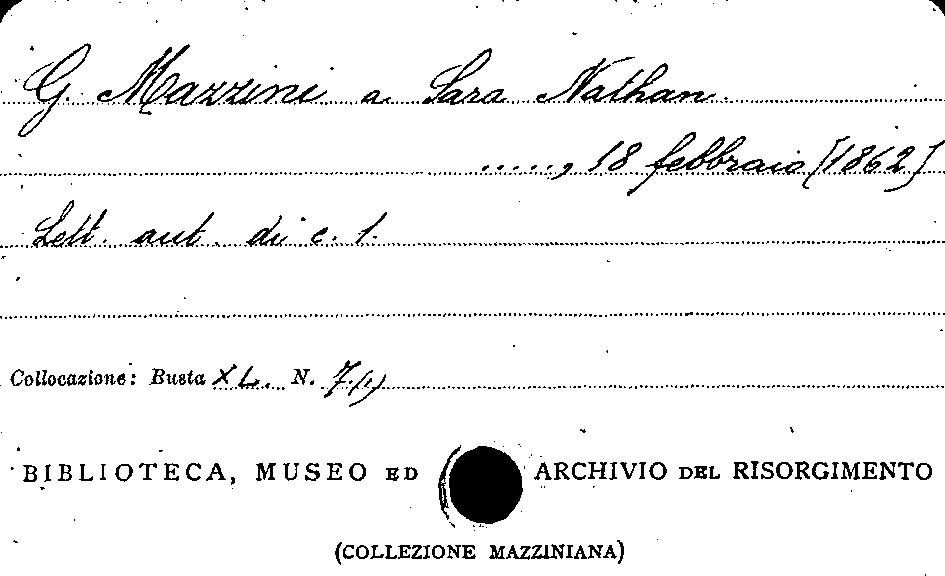 G. Mazzini a Sara Nathan.
....., 18 febbraio [1862]
Lett. aut. di c. 1.
Collocazione: Busta XL. N. 7(1)
BIBLIOTECA, MUSEO ED ARCHIVIO DEL RISORGIMENTO
(COLLEZIONE MAZZINIANA)